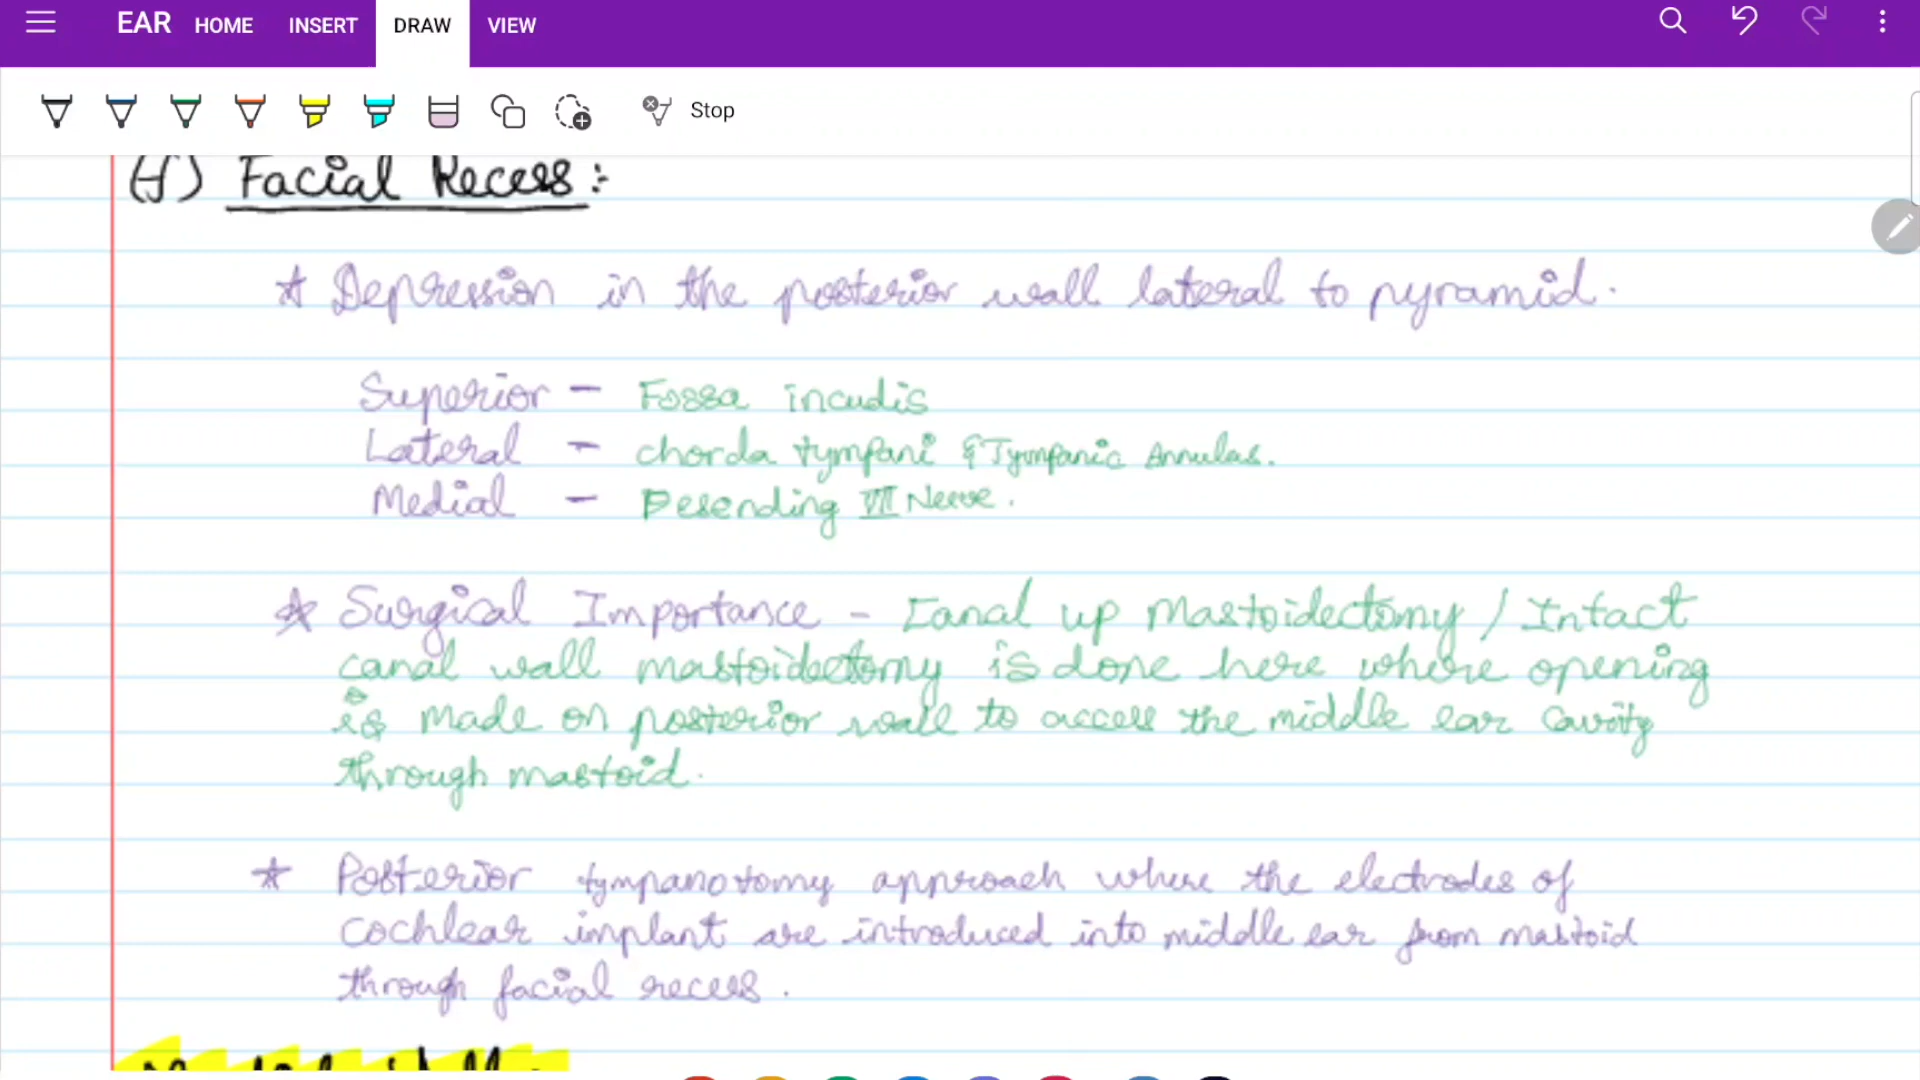 EAR HOME INSERT DRAW VIEW
Stop
(f) Facial Recess :-
* Depression in the posterior wall lateral to pyramid.
Superior - Fossa incudis
Lateral - chorda tympani & Tympanic Annulas.
Medial - Desending VII Nerve.
* Surgical Importance - Canal up Mastoidectomy / Intact
canal wall mastoidectomy is done here where opening
is made on posterior wall to access the middle ear cavity
through mastoid.
* Posterior tympanotomy approach where the electrodes of
cochlear implant are introduced into middle ear from mastoid
through facial recess.